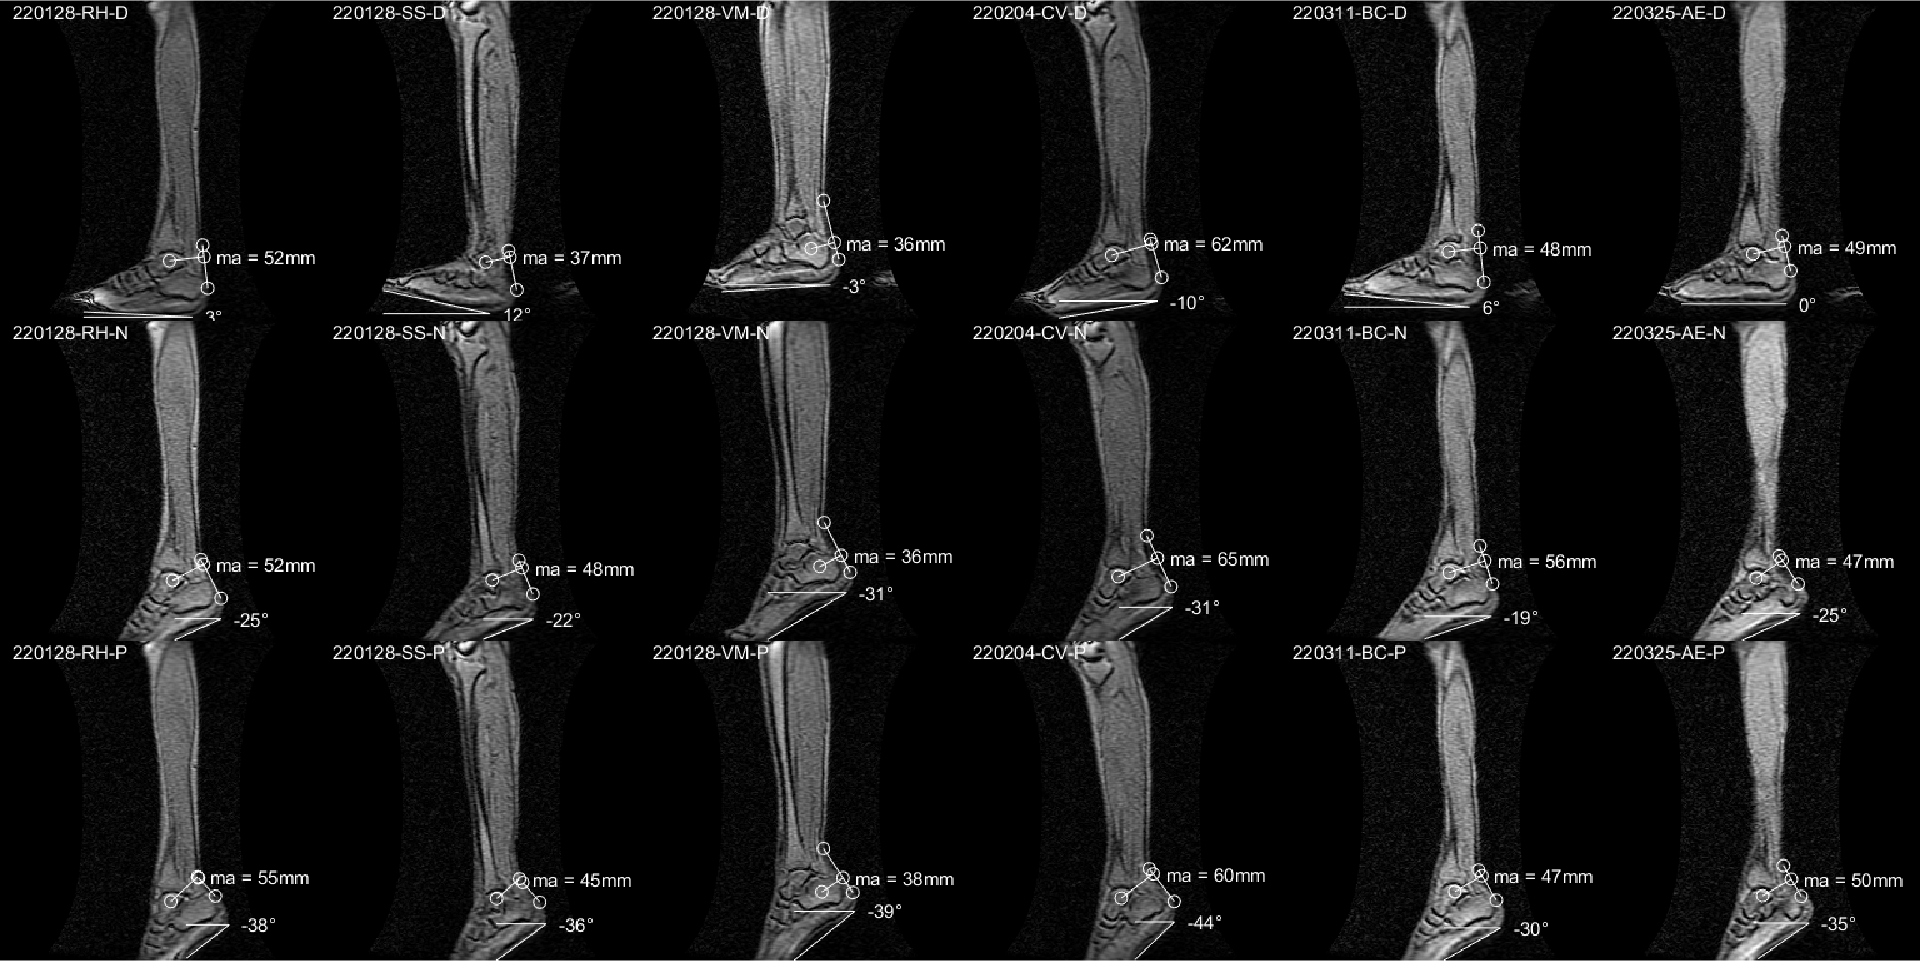 220128-RH-D
220128-SS-D
220128-VM-D
220204-CV-D
220311-BC-D
220325-AE-D
ma = 52mm
ma = 37mm
ma = 36mm
ma = 62mm
ma = 48mm
ma = 49mm
3°
12°
-3°
-10°
6°
0°
220128-RH-N
220128-SS-N
220128-VM-N
220204-CV-N
220311-BC-N
220325-AE-N
ma = 52mm
ma = 48mm
ma = 36mm
ma = 65mm
ma = 56mm
ma = 47mm
-25°
-22°
-31°
-31°
-19°
-25°
220128-RH-P
220128-SS-P
220128-VM-P
220204-CV-P
220311-BC-P
220325-AE-P
ma = 55mm
ma = 45mm
ma = 38mm
ma = 60mm
ma = 47mm
ma = 50mm
-38°
-36°
-39°
-44°
-30°
-35°